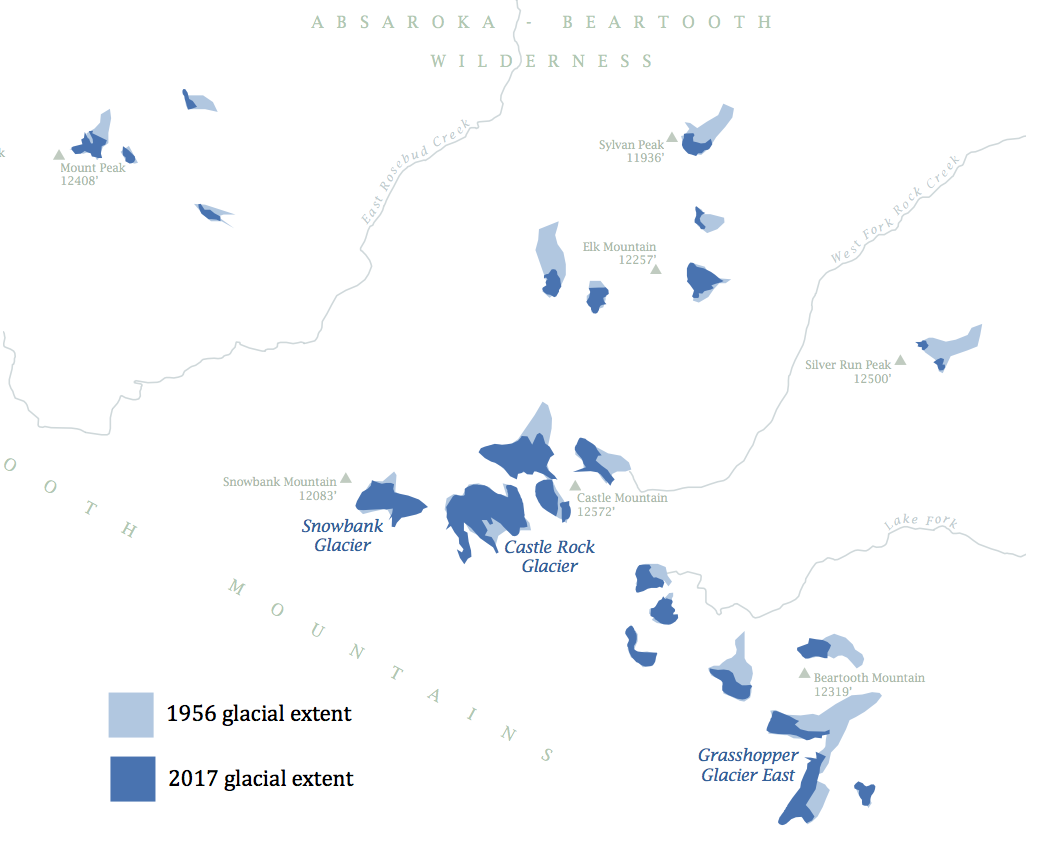 ABSAROKA - BEARTOOTH
WILDERNESS
East Rosebud Creek
Sylvan Peak
11936'
k
Mount Peak
12408'
West Fork Rock Creek
Elk Mountain
12257'
Silver Run Peak
12500'
OOTH MOUNTAINS
Snowbank Mountain
12083'
Castle Mountain
12572'
Snowbank
Glacier
Castle Rock
Glacier
Lake Fork
Beartooth Mountain
12319'
1956 glacial extent
Grasshopper
Glacier East
2017 glacial extent